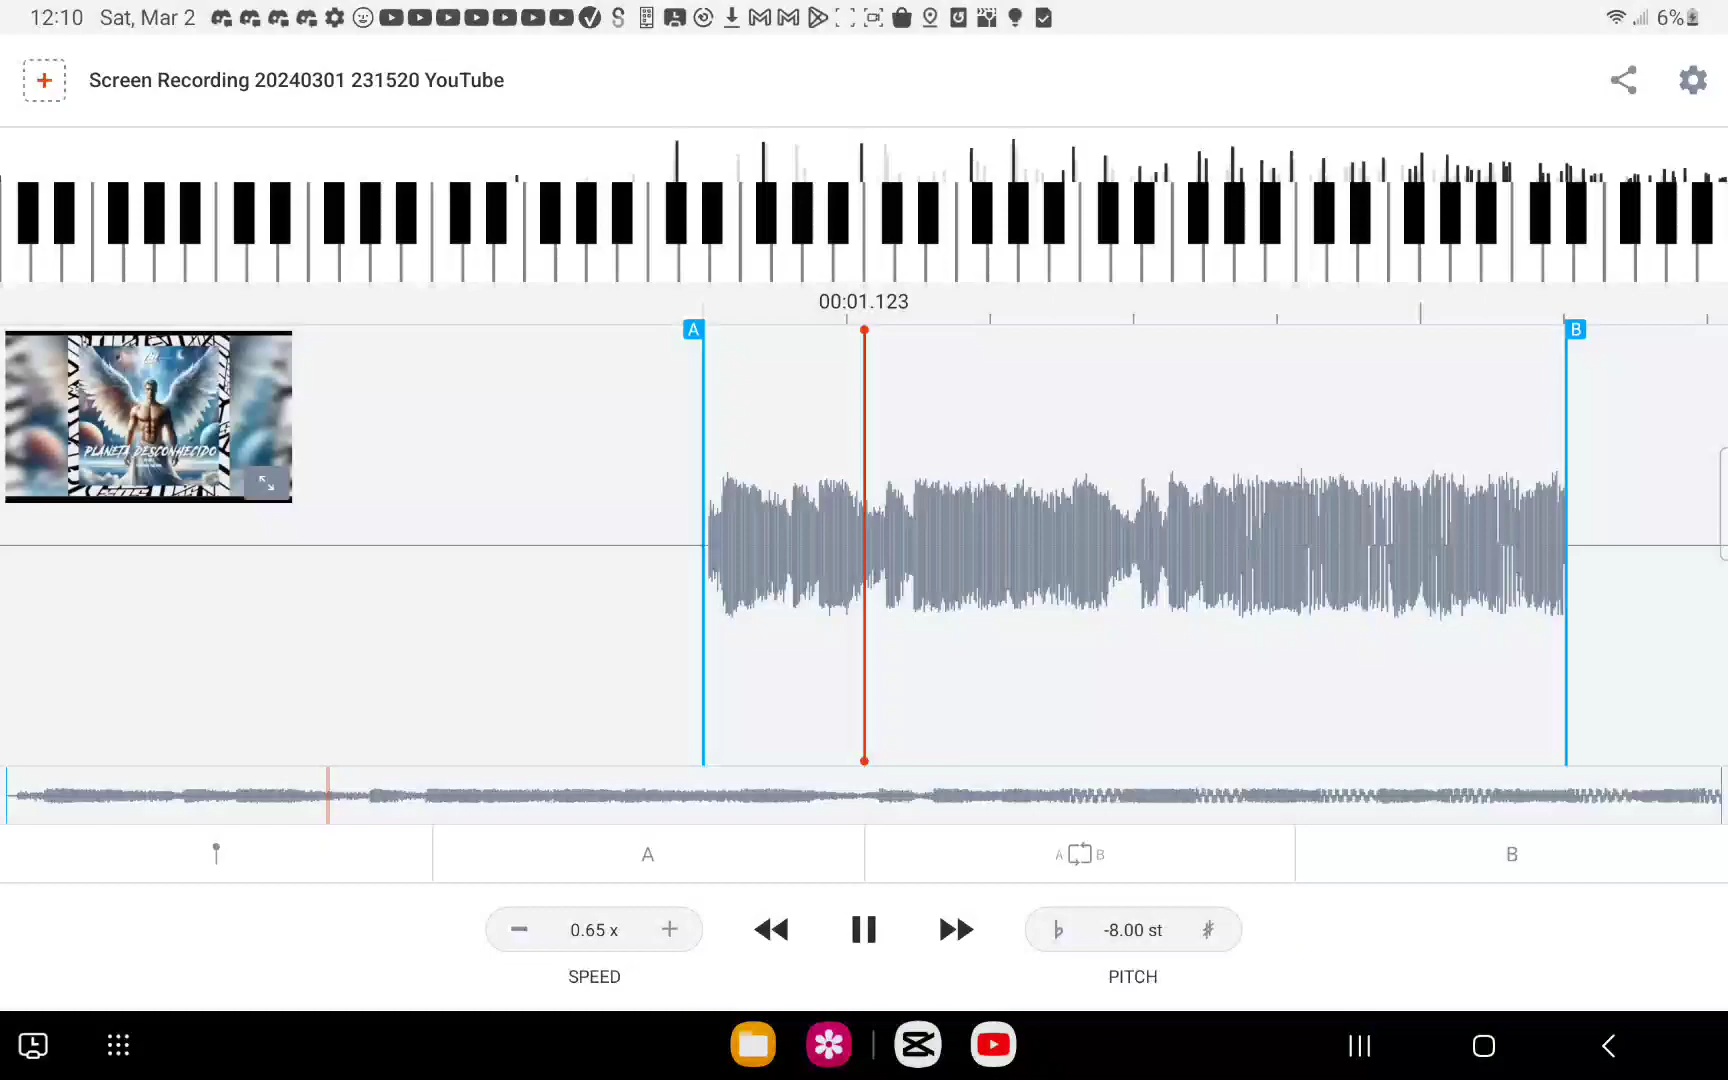 12:10 Sat, Mar 2 6%
Screen Recording 20240301 231520 YouTube
00:01.123
A B
PLANETA DESCONHECIDO
A A B B
0.65 x -8.00 st
SPEED PITCH